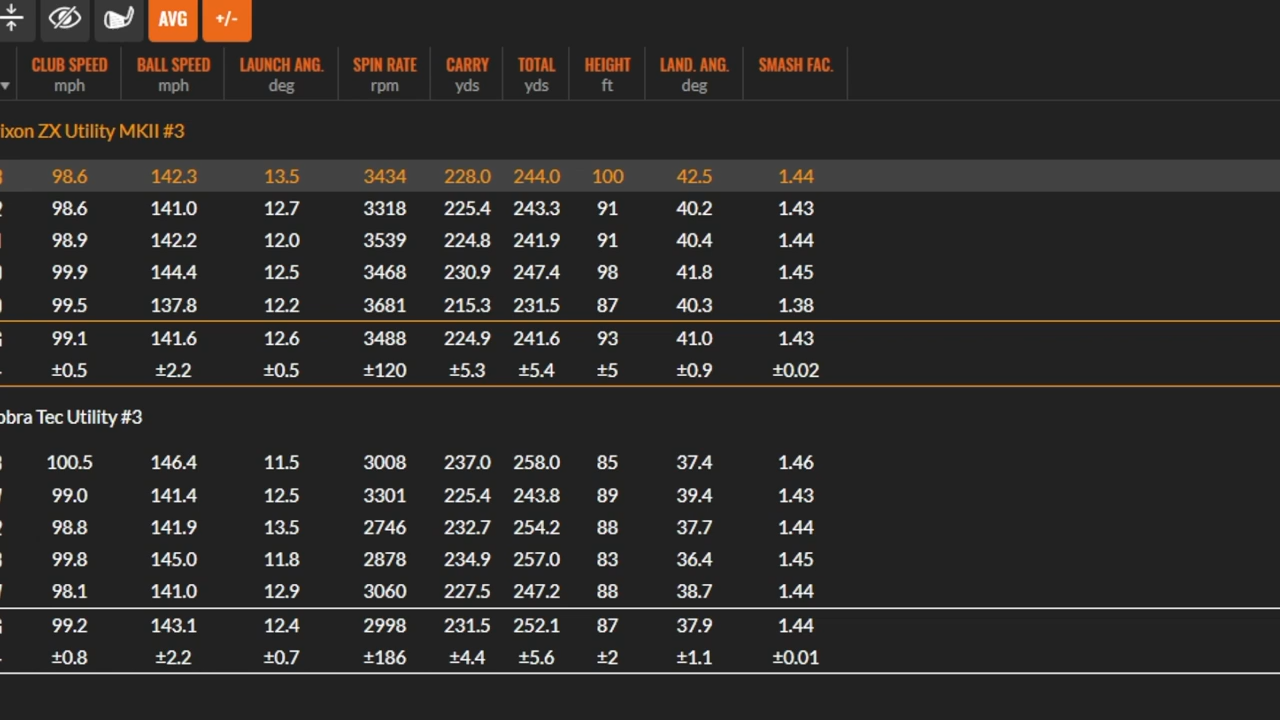 AVG +/-
CLUB SPEED BALL SPEED LAUNCH ANG. SPIN RATE CARRY TOTAL HEIGHT LAND. ANG. SMASH FAC.
mph mph deg rpm yds yds ft deg
ixon ZX Utility MKII #3
98.6 142.3 13.5 3434 228.0 244.0 100 42.5 1.44
98.6 141.0 12.7 3318 225.4 243.3 91 40.2 1.43
98.9 142.2 12.0 3539 224.8 241.9 91 40.4 1.44
99.9 144.4 12.5 3468 230.9 247.4 98 41.8 1.45
99.5 137.8 12.2 3681 215.3 231.5 87 40.3 1.38
99.1 141.6 12.6 3488 224.9 241.6 93 41.0 1.43
±0.5 ±2.2 ±0.5 ±120 ±5.3 ±5.4 ±5 ±0.9 ±0.02
obra Tec Utility #3
100.5 146.4 11.5 3008 237.0 258.0 85 37.4 1.46
99.0 141.4 12.5 3301 225.4 243.8 89 39.4 1.43
98.8 141.9 13.5 2746 232.7 254.2 88 37.7 1.44
99.8 145.0 11.8 2878 234.9 257.0 83 36.4 1.45
98.1 141.0 12.9 3060 227.5 247.2 88 38.7 1.44
99.2 143.1 12.4 2998 231.5 252.1 87 37.9 1.44
±0.8 ±2.2 ±0.7 ±186 ±4.4 ±5.6 ±2 ±1.1 ±0.01